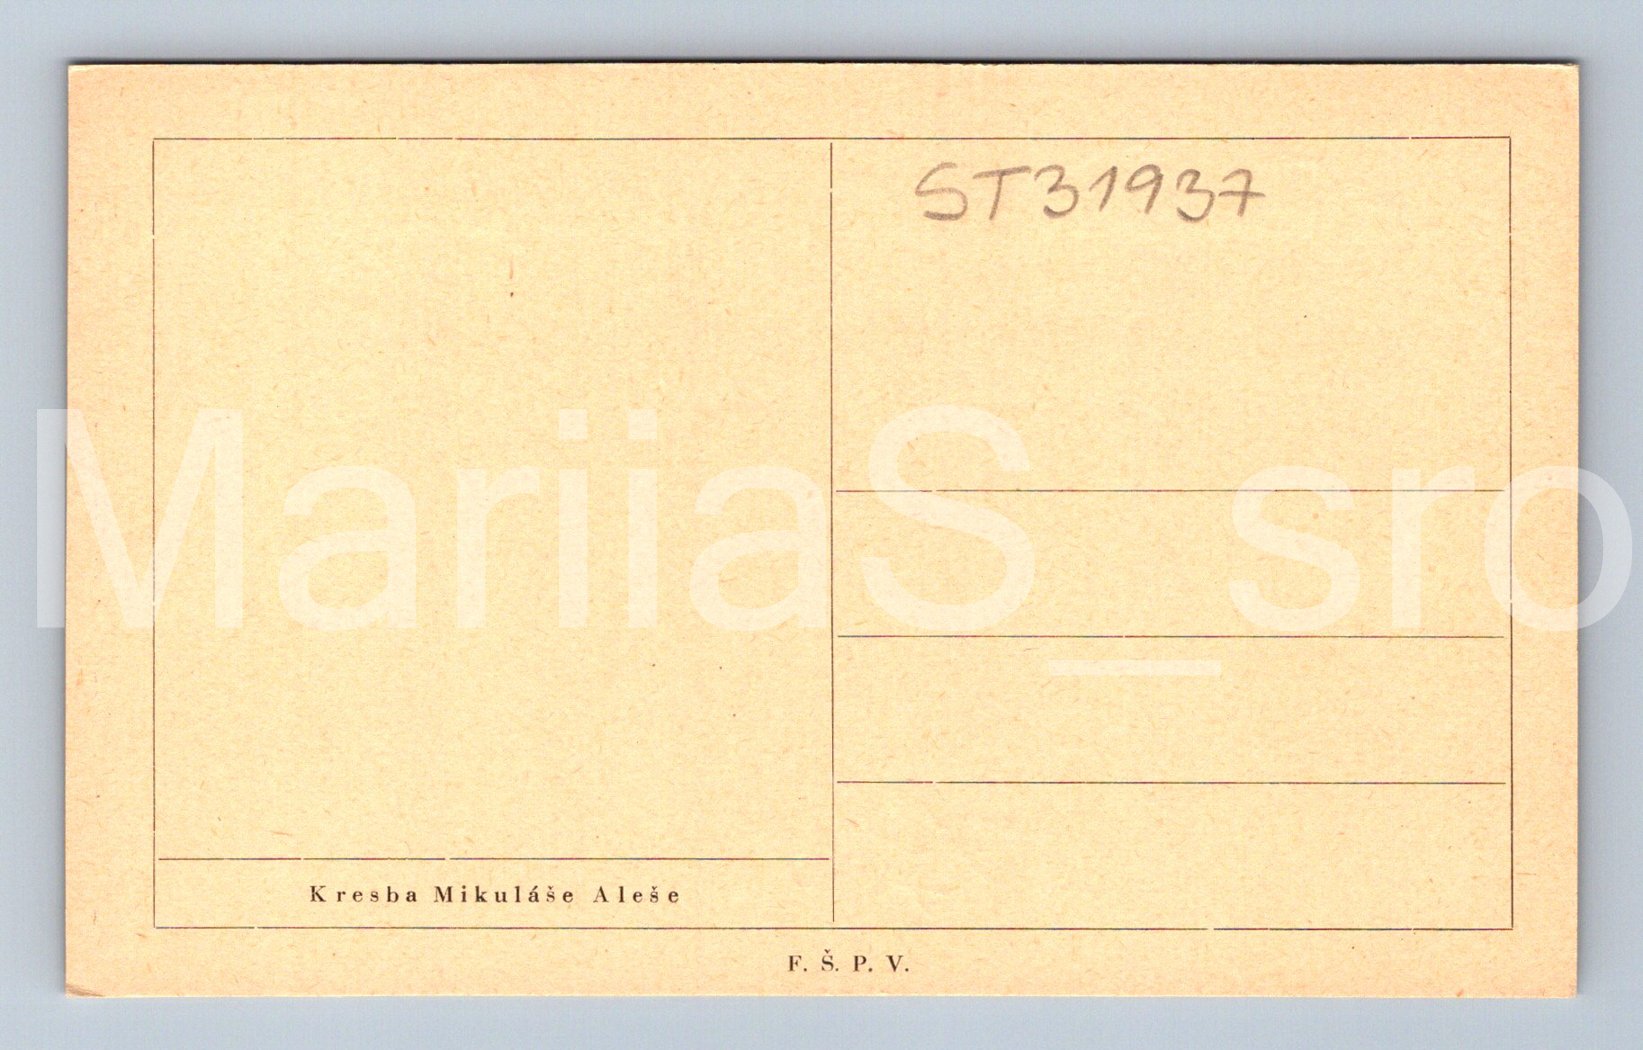 ST31937
MariiaS_sro
Kresba Mikuláše Aleše
F. Š. P. V.